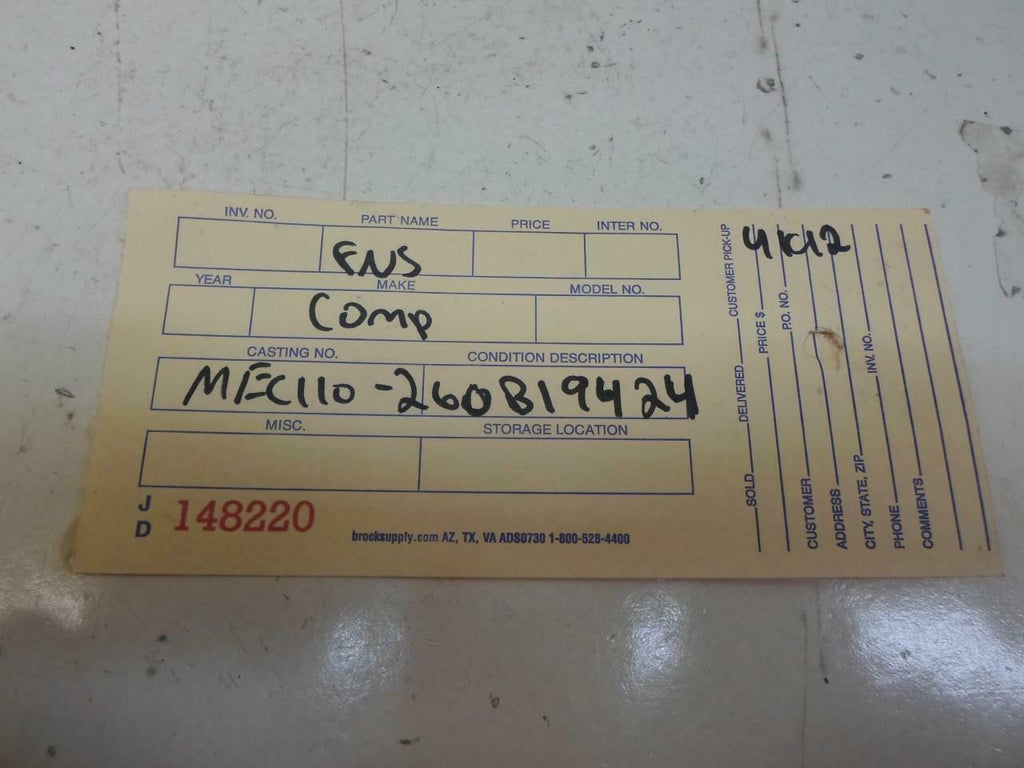 INV. NO. PART NAME PRICE INTER NO.
ENS
YEAR MAKE MODEL NO.
Comp
CASTING NO. CONDITION DESCRIPTION
MEC110-260B19424
MISC. STORAGE LOCATION
J
D
148220
brocksupply.com AZ, TX, VA ADS0730 1-800-528-4400
SOLD DELIVERED CUSTOMER PICK-UP
PRICE $
P.O. NO.
CUSTOMER
ADDRESS
CITY, STATE, ZIP INV. NO.
PHONE
COMMENTS